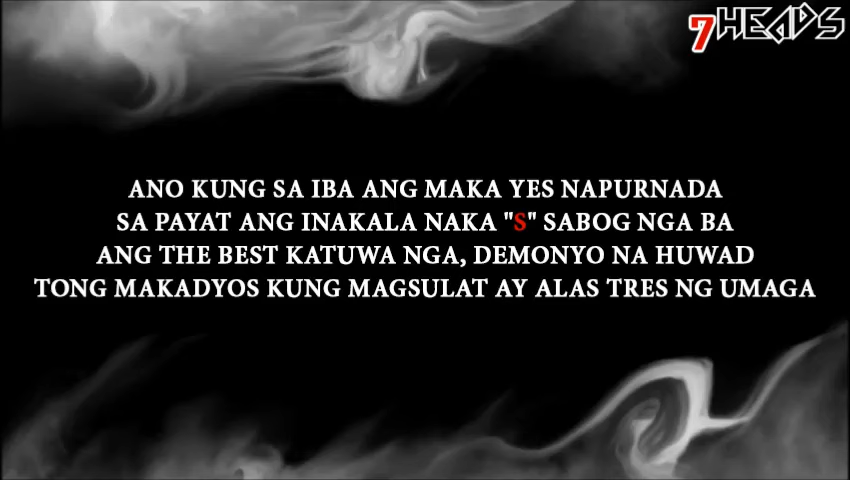 7HEADS
ANO KUNG SA IBA ANG MAKA YES NAPURNADA
SA PAYAT ANG INAKALA NAKA "S" SABOG NGA BA
ANG THE BEST KATUWA NGA, DEMONYO NA HUWAD
TONG MAKADYOS KUNG MAGSULAT AY ALAS TRES NG UMAGA